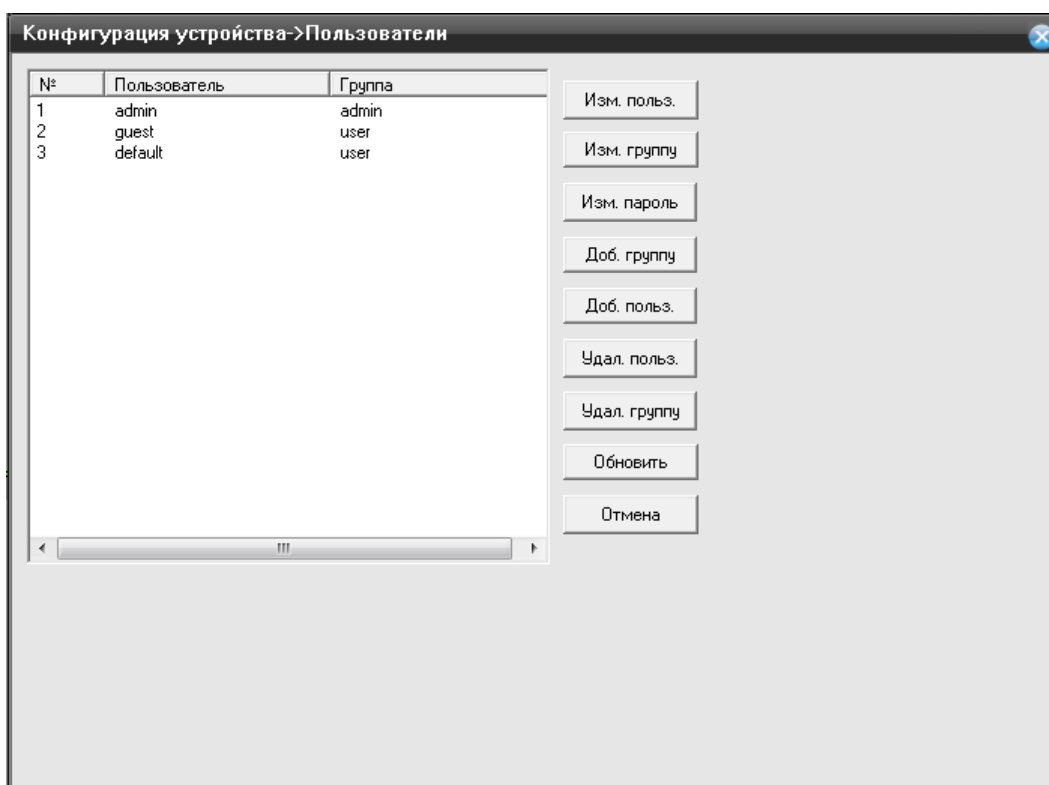 Конфигурация устройства->Пользователи
№ Пользователь Группа
1 admin admin
2 guest user
3 default user
Изм. польз.
Изм. группу
Изм. пароль
Доб. группу
Доб. польз.
Удал. польз.
Удал. группу
Обновить
Отмена